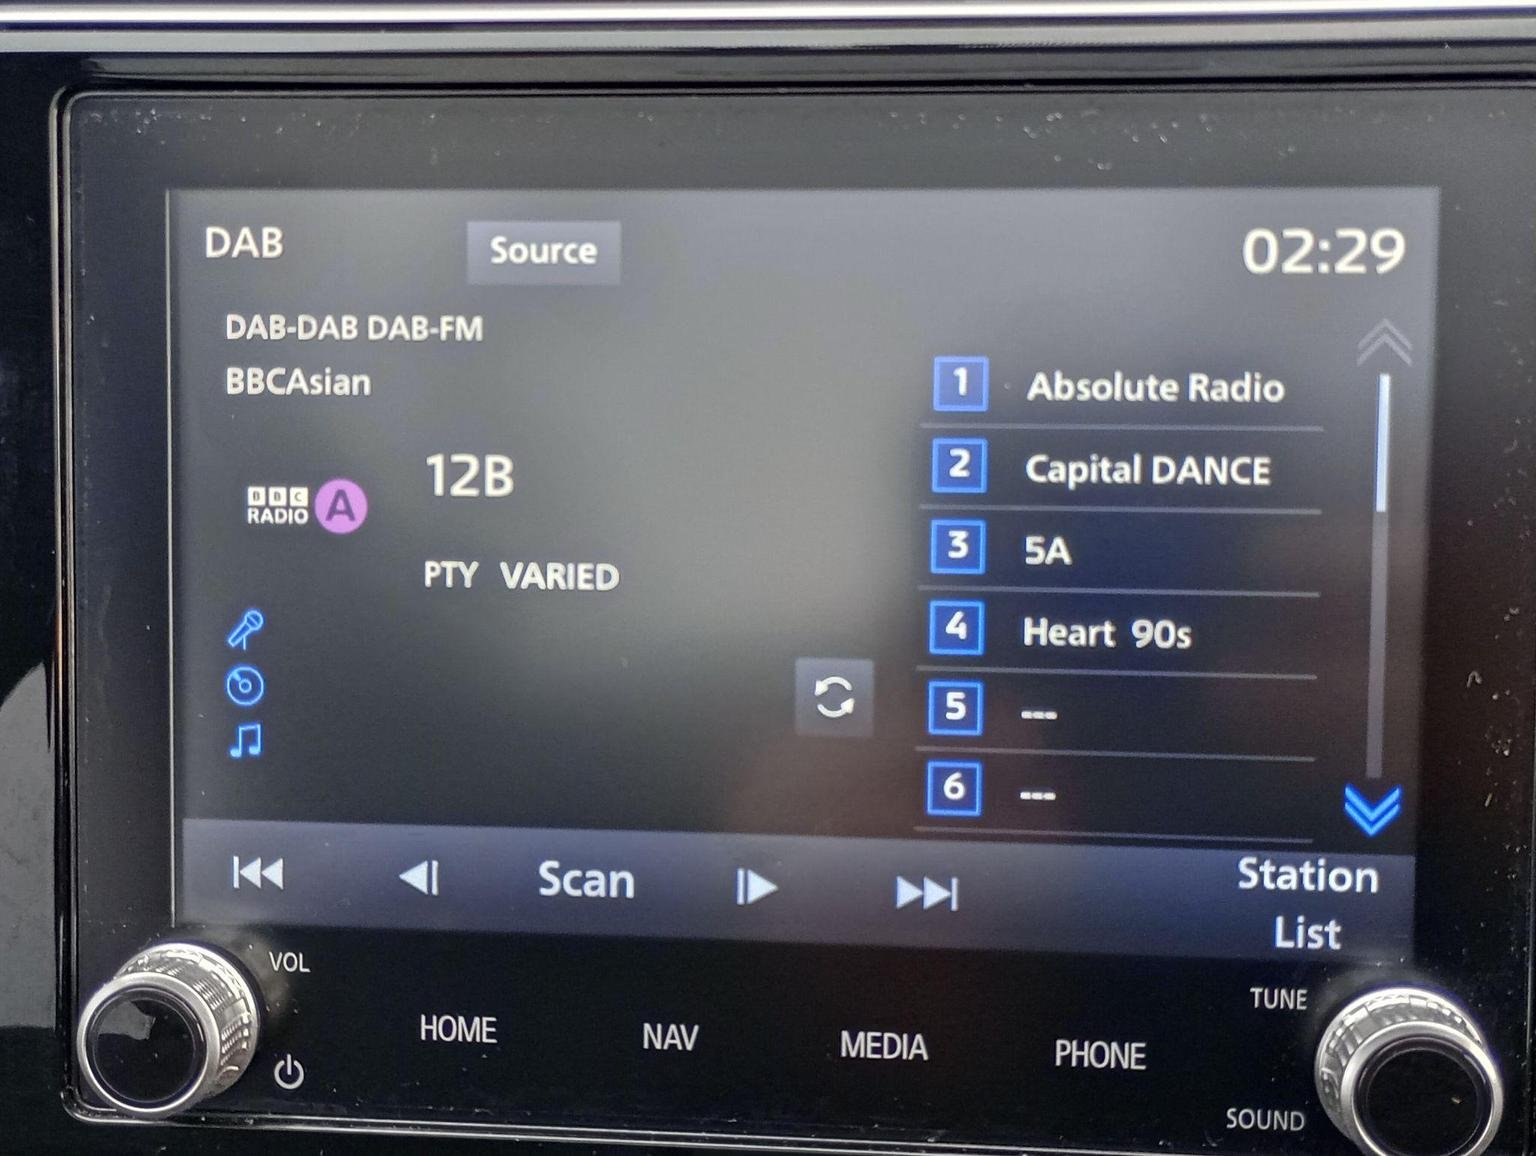 DAB
Source
02:29
DAB-DAB DAB-FM
BBCAsian
BBC
RADIO A
12B
PTY VARIED
1 Absolute Radio
2 Capital DANCE
3 5A
4 Heart 90s
5 ---
6 ---
Scan
Station
List
VOL
HOME
NAV
MEDIA
PHONE
TUNE
SOUND